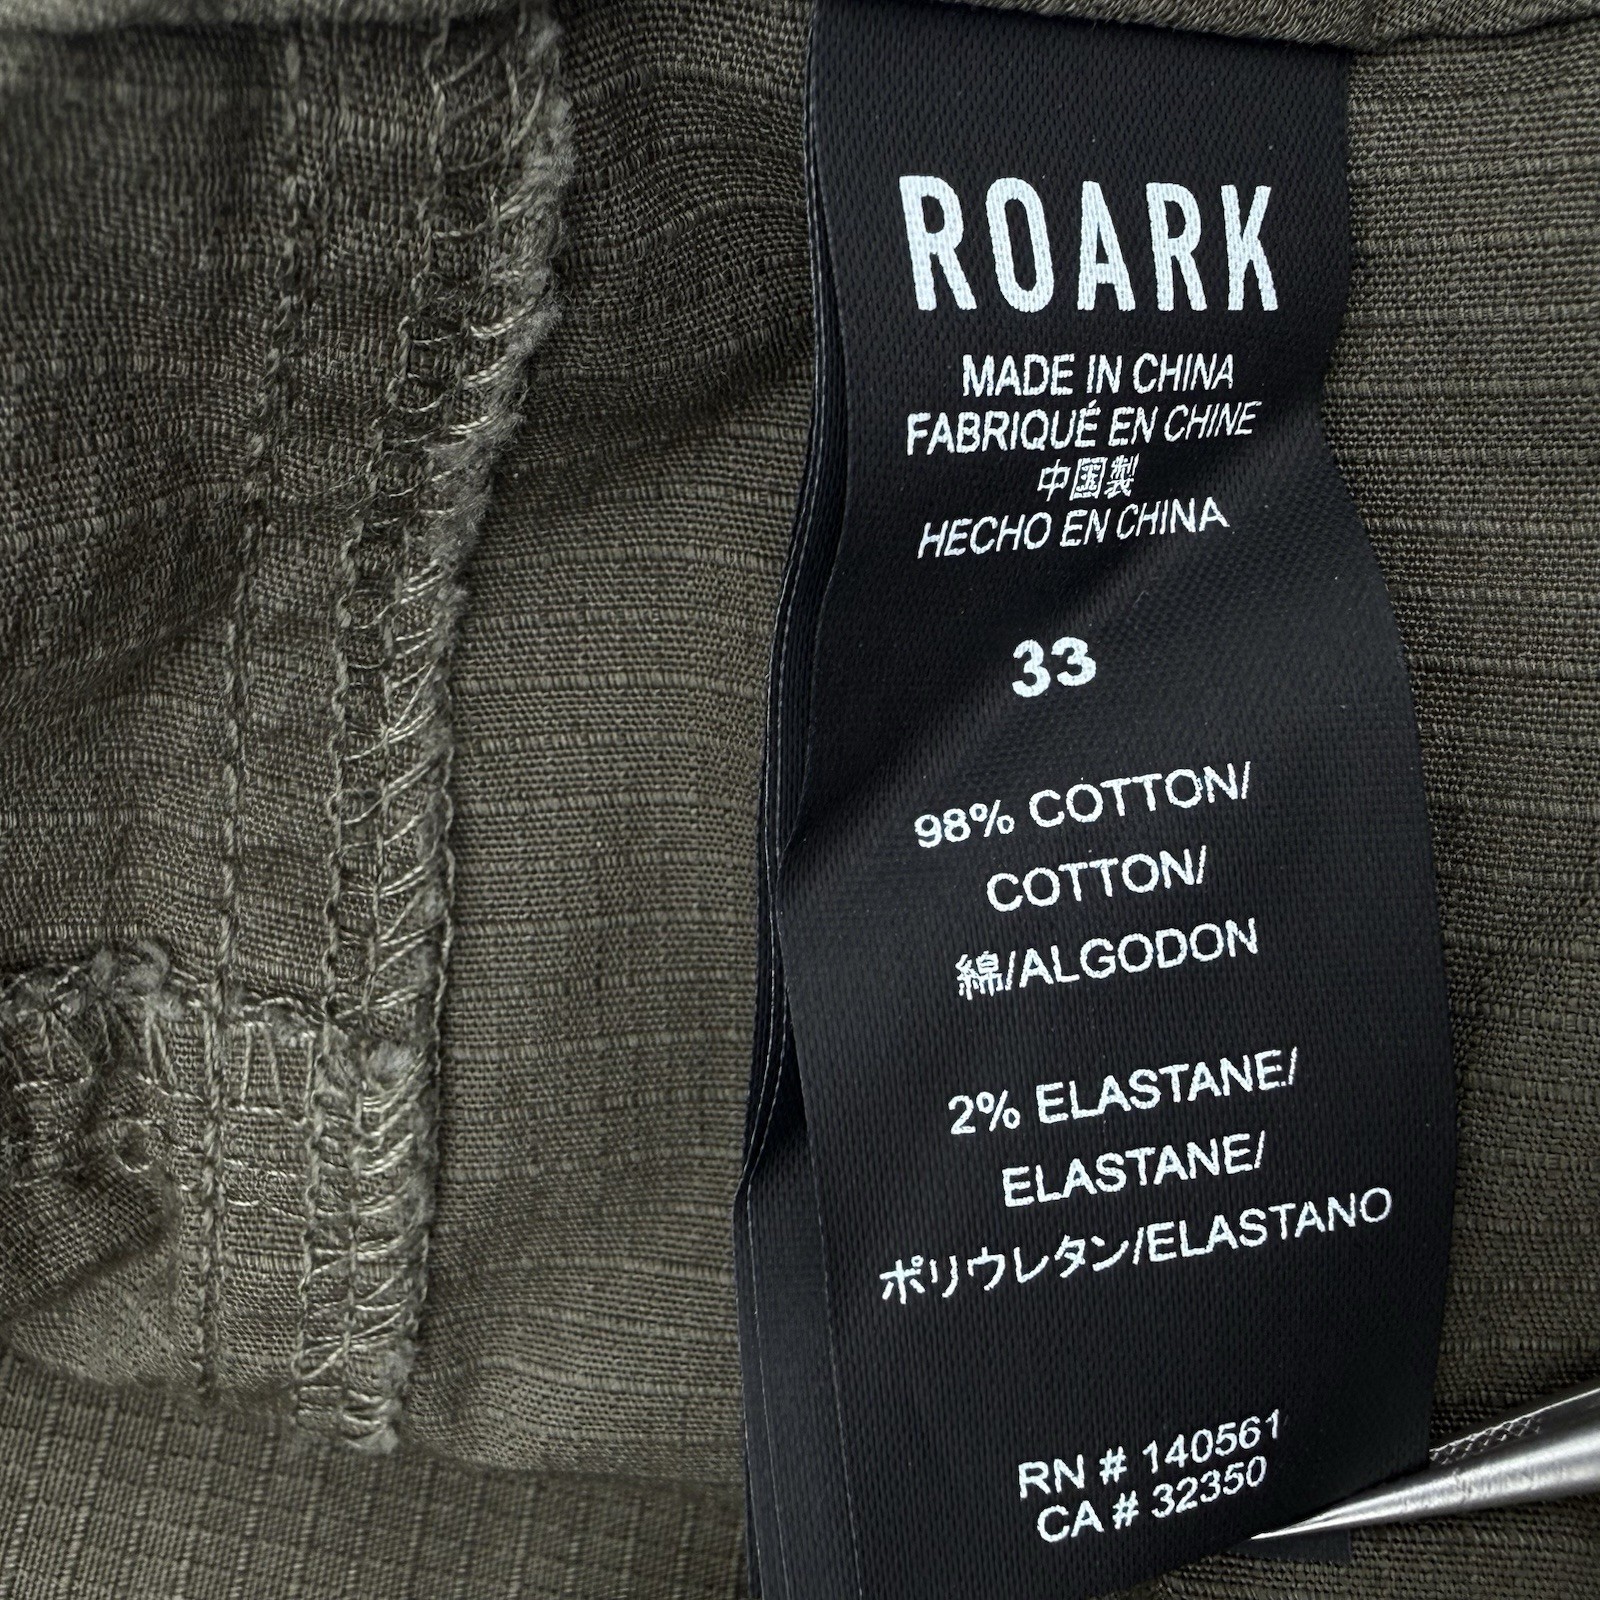 ROARK
MADE IN CHINA
FABRIQUÉ EN CHINE
中国製
HECHO EN CHINA
33
98% COTTON/
COTTON/
綿/ALGODON
2% ELASTANE/
ELASTANE/
ポリウレタン/ELASTANO
RN # 140561
CA # 32350